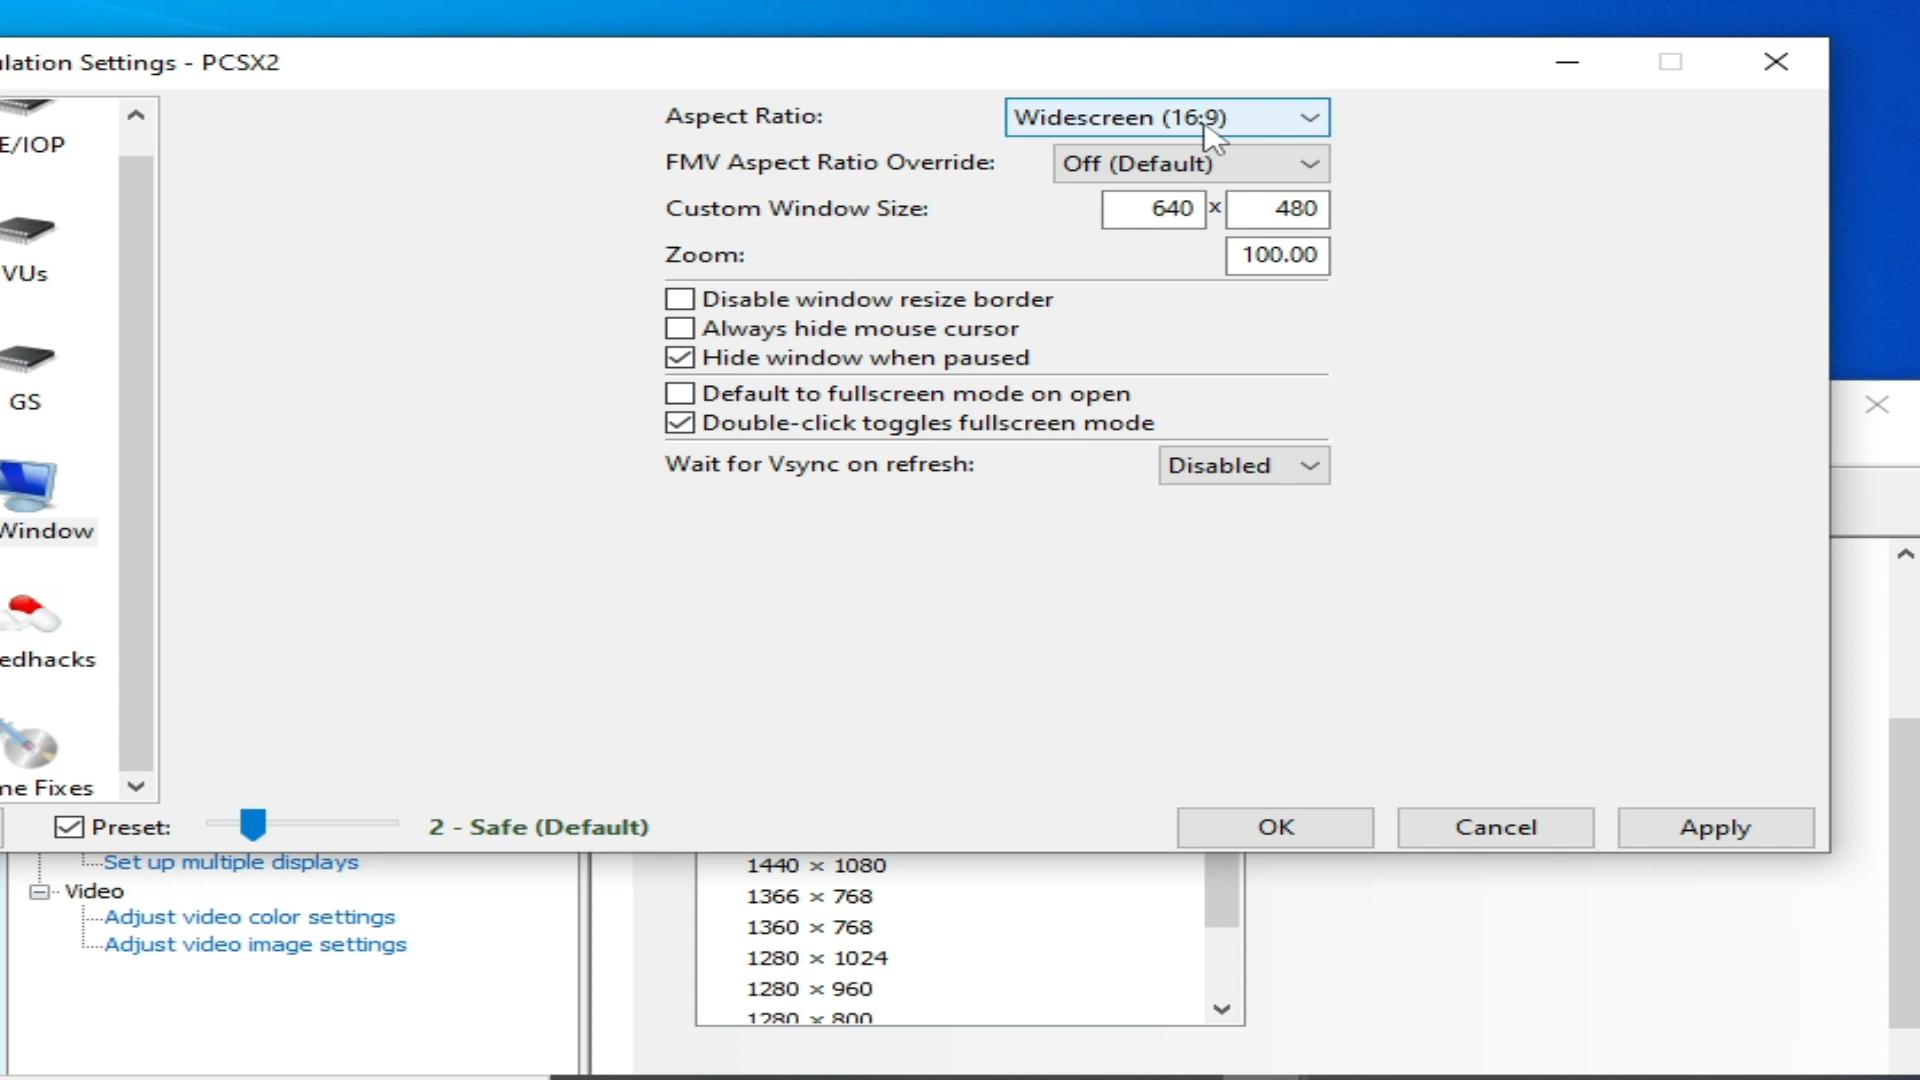 lation Settings - PCSX2
E/IOP
VUs
GS
Window
edhacks
ne Fixes
Aspect Ratio: Widescreen (16:9)
FMV Aspect Ratio Override: Off (Default)
Custom Window Size: 640 x 480
Zoom: 100.00
Disable window resize border
Always hide mouse cursor
Hide window when paused
Default to fullscreen mode on open
Double-click toggles fullscreen mode
Wait for Vsync on refresh: Disabled
Preset: 2 - Safe (Default) OK Cancel Apply
Set up multiple displays
Video
Adjust video color settings
Adjust video image settings
1440 × 1080
1366 × 768
1360 × 768
1280 × 1024
1280 × 960
1280 × 800